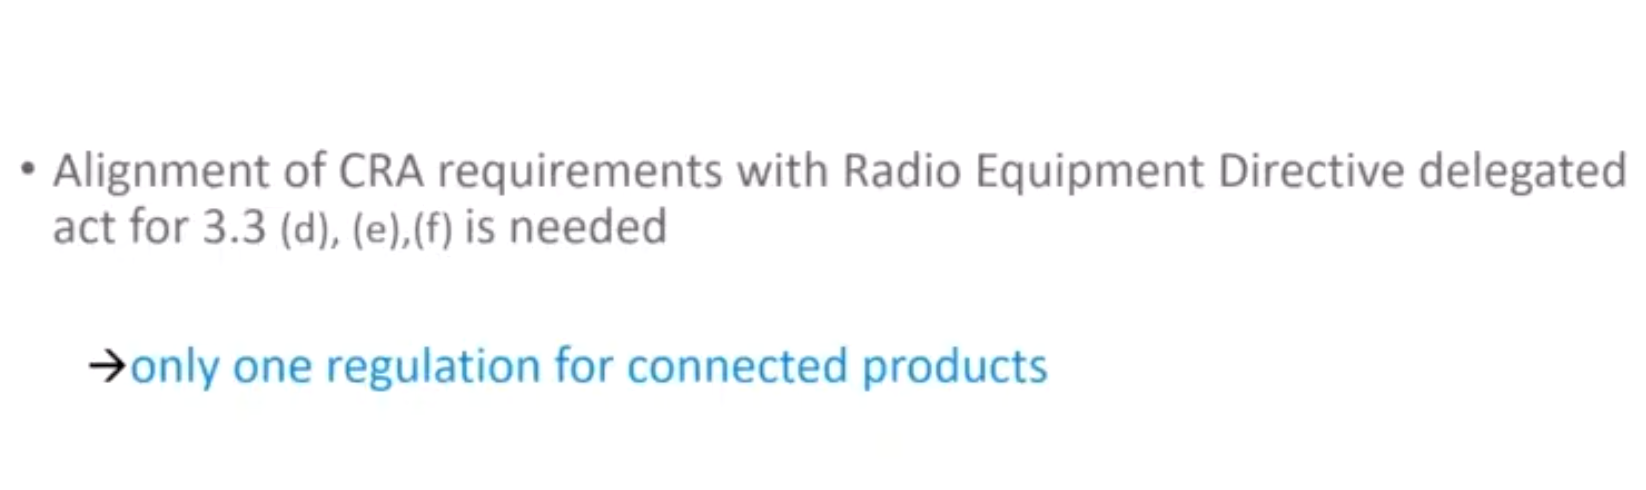 • Alignment of CRA requirements with Radio Equipment Directive delegated
act for 3.3 (d), (e),(f) is needed
→only one regulation for connected products